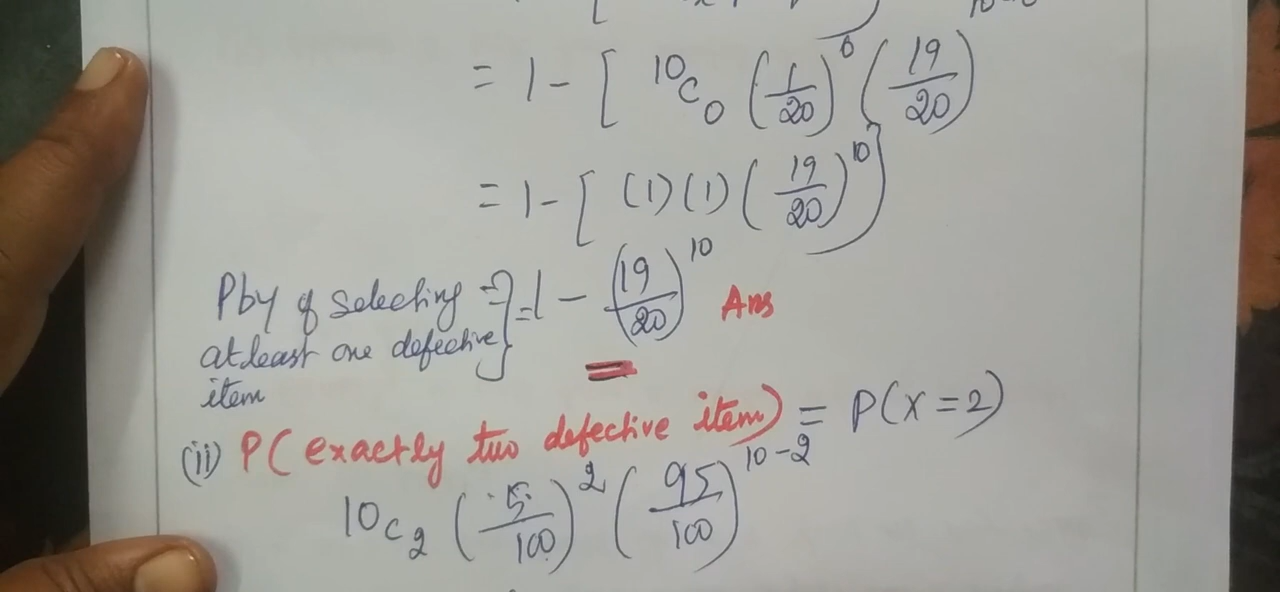 = 1 - [ ¹⁰C₀ (1/20)⁰ (19/20)
= 1 - [ (1) (1) (19/20)¹⁰ ]
Pby of selecting
atleast one defective
item
} = 1 - (19/20)¹⁰ Ans
(ii) P( exactly two defective item) = P(X=2)
10C₂ (5/100)² (95/100)¹⁰⁻²